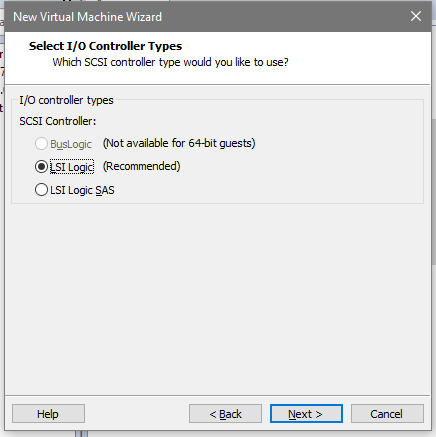 New Virtual Machine Wizard
Select I/O Controller Types
Which SCSI controller type would you like to use?
I/O controller types
SCSI Controller:
BusLogic (Not available for 64-bit guests)
LSI Logic (Recommended)
LSI Logic SAS
Help < Back Next > Cancel